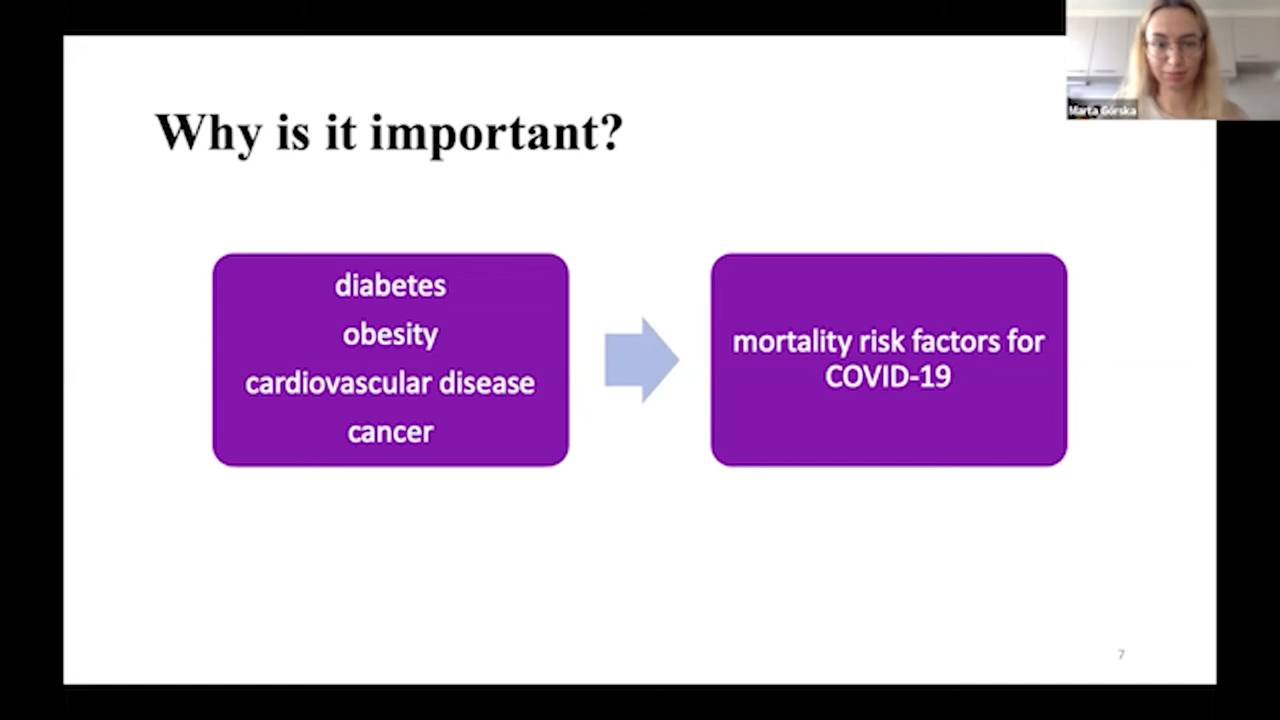 Marta Górska
Why is it important?
diabetes
obesity
cardiovascular disease
cancer
mortality risk factors for
COVID-19
7